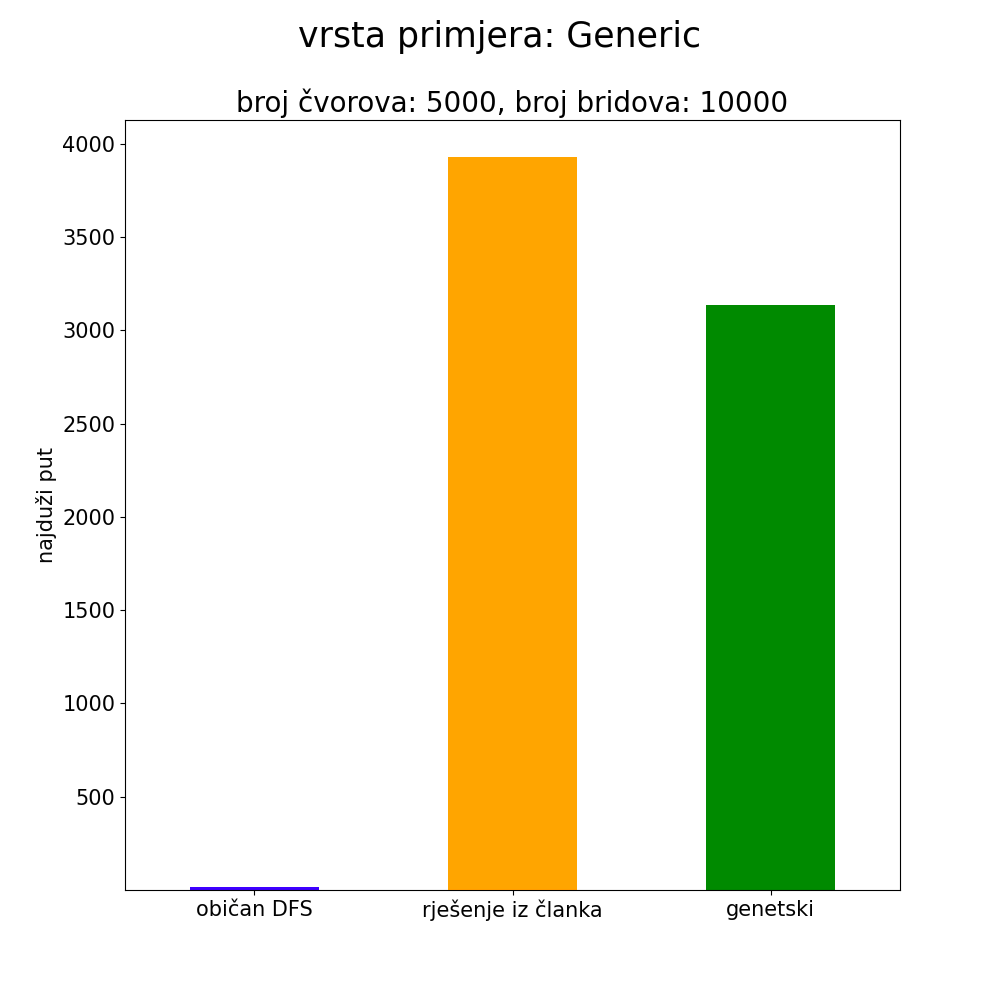 vrsta primjera: Generic
broj čvorova: 5000, broj bridova: 10000
4000
3500
3000
2500
2000
1500
1000
500
najduži put
običan DFS
rješenje iz članka
genetski